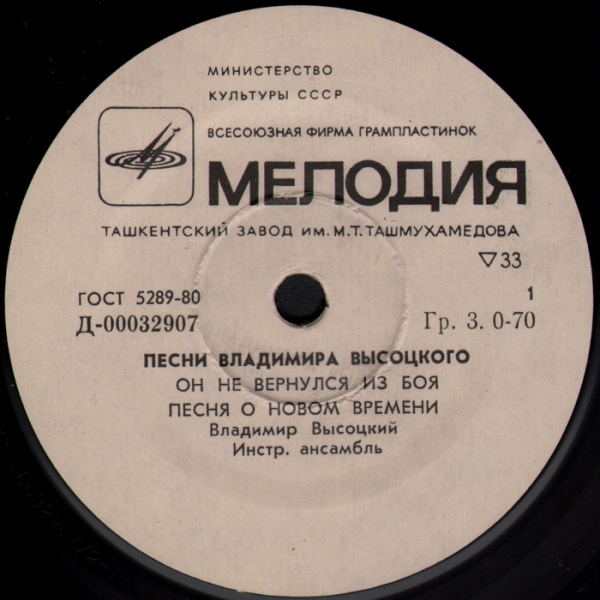 МИНИСТЕРСТВО
КУЛЬТУРЫ СССР
ВСЕСОЮЗНАЯ ФИРМА ГРАМПЛАСТИНОК
МЕЛОДИЯ
ТАШКЕНТСКИЙ ЗАВОД ИМ. М.Т. ТАШМУХАМЕДОВА
▽33
ГОСТ 5289-80
1
Д-00032907
Гр. 3. 0-70
ПЕСНИ ВЛАДИМИРА ВЫСОЦКОГО
ОН НЕ ВЕРНУЛСЯ ИЗ БОЯ
ПЕСНЯ О НОВОМ ВРЕМЕНИ
Владимир Высоцкий
Инстр. ансамбль